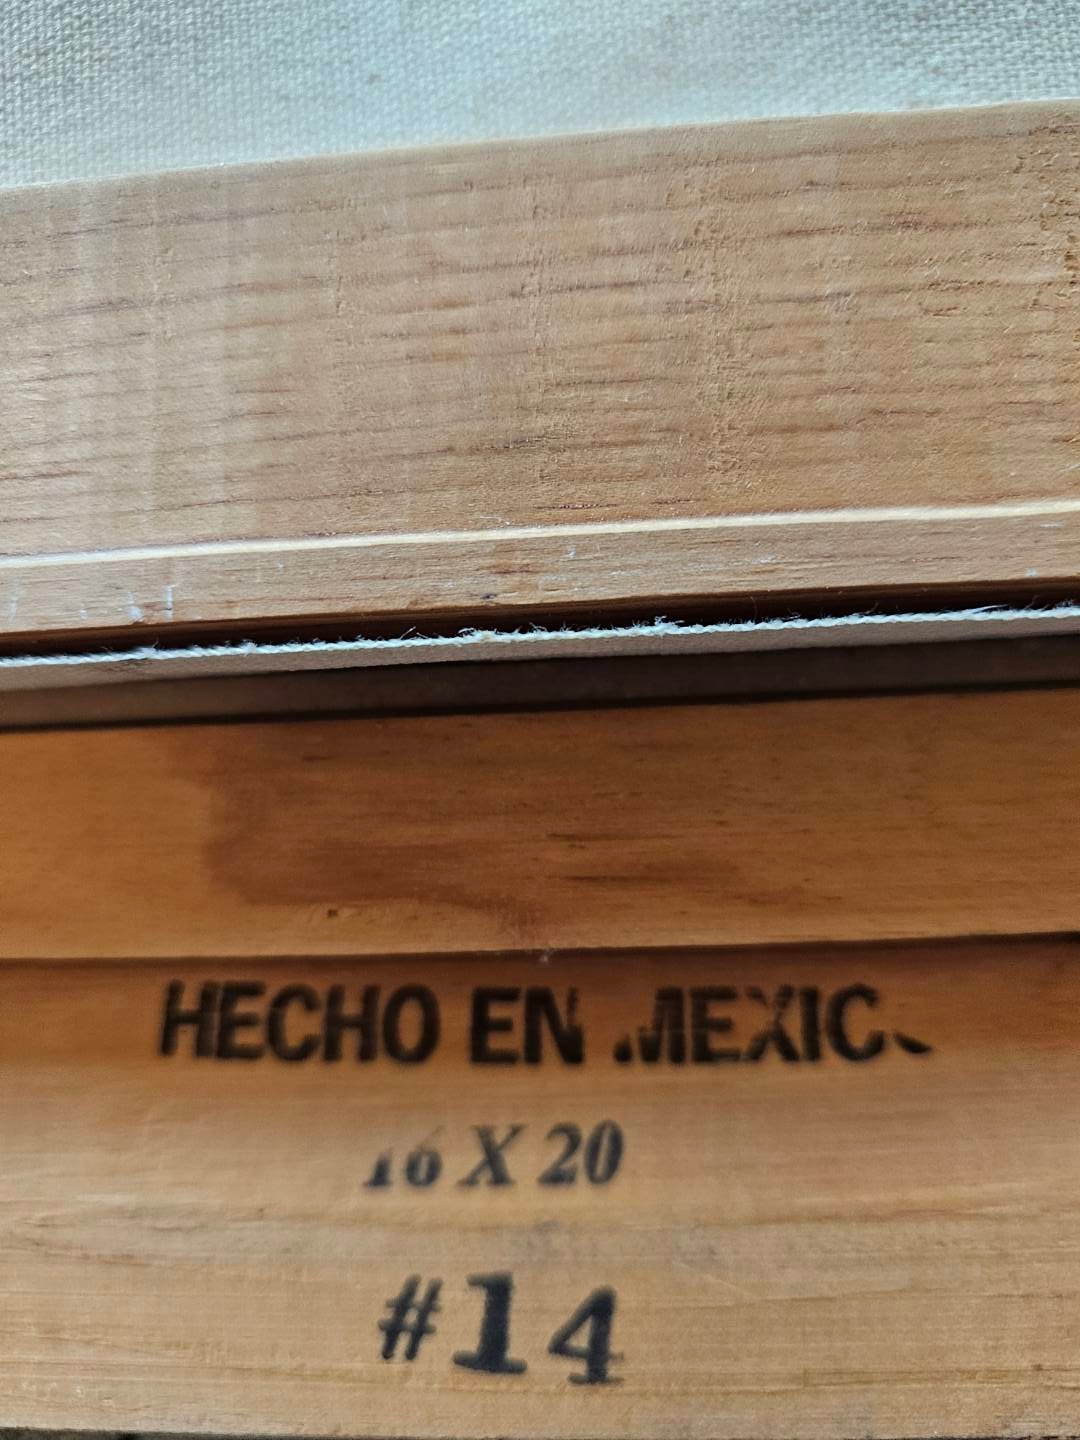 HECHO EN MEXICO
16 X 20
#14